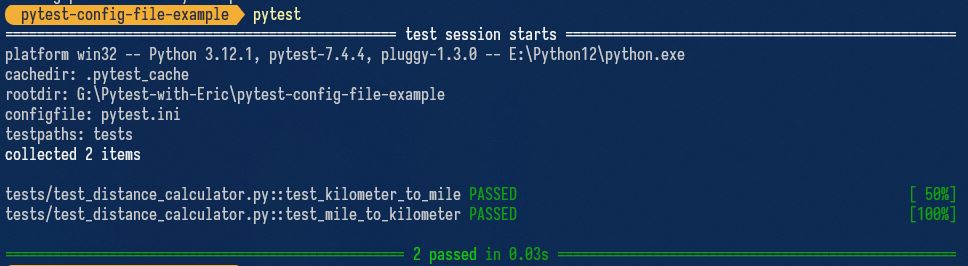 pytest-config-file-example pytest
================================================ test session starts ================================================
platform win32 -- Python 3.12.1, pytest-7.4.4, pluggy-1.3.0 -- E:\Python12\python.exe
cachedir: .pytest_cache
rootdir: G:\Pytest-with-Eric\pytest-config-file-example
configfile: pytest.ini
testpaths: tests
collected 2 items
tests/test_distance_calculator.py::test_kilometer_to_mile PASSED [ 50%]
tests/test_distance_calculator.py::test_mile_to_kilometer PASSED [100%]
================================================= 2 passed in 0.03s =================================================